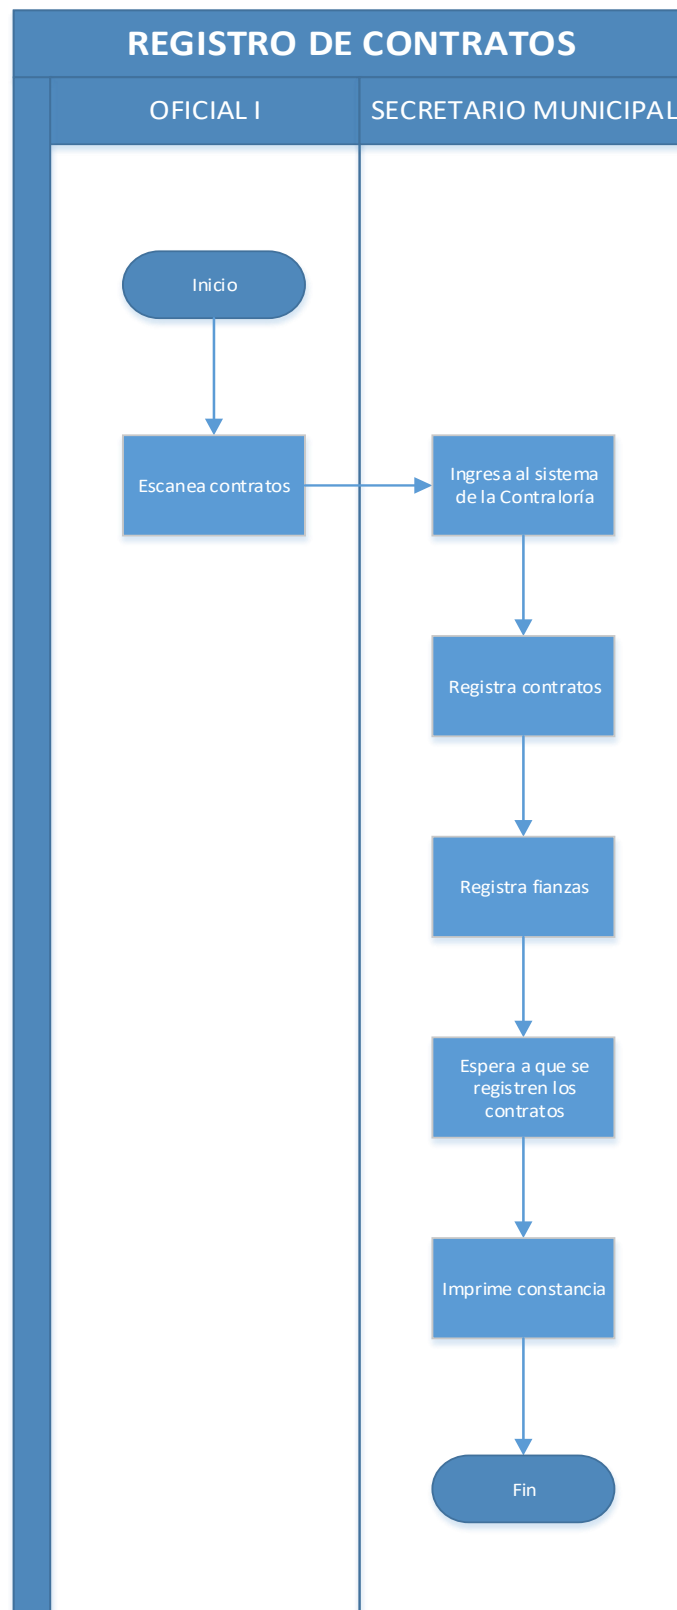 REGISTRO DE CONTRATOS
OFICIAL I
SECRETARIO MUNICIPAL
Inicio
Escanea contratos
Ingresa al sistema
de la Contraloría
Registra contratos
Registra fianzas
Espera a que se
registren los
contratos
Imprime constancia
Fin